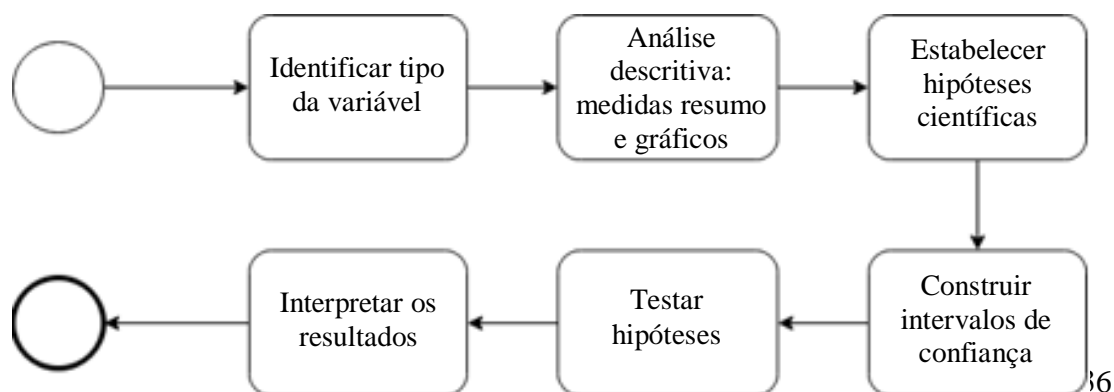 Identificar tipo
da variável
Análise
descritiva:
medidas resumo
e gráficos
Estabelecer
hipóteses
científicas
Interpretar os
resultados
Testar
hipóteses
Construir
intervalos de
confiança